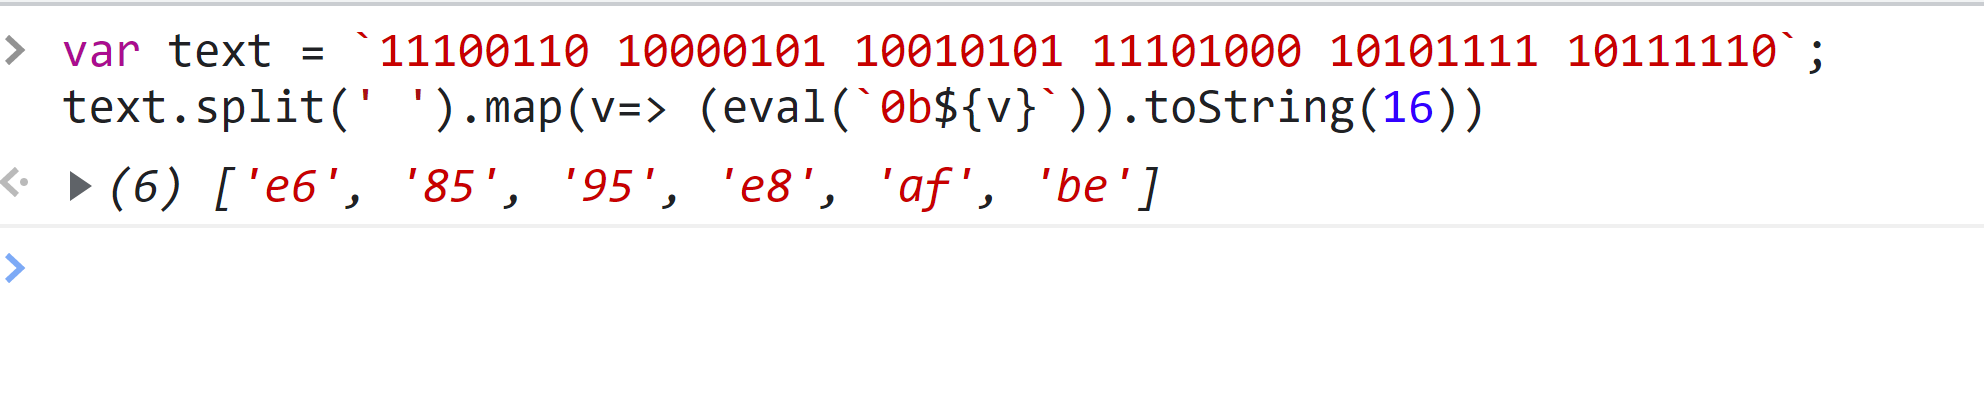 var text = `11100110 10000101 10010101 11101000 10101111 10111110`;
text.split(' ').map(v=> (eval(`0b${v}`)).toString(16))
(6) ['e6', '85', '95', 'e8', 'af', 'be']